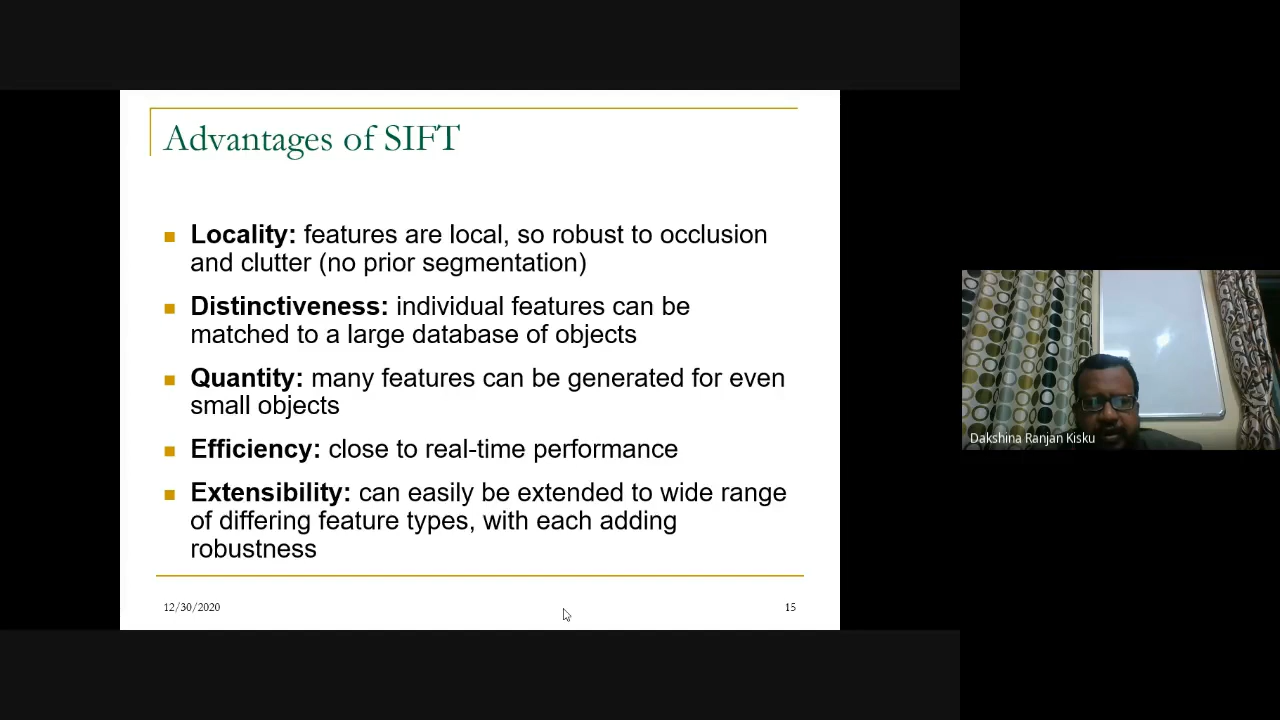 Advantages of SIFT
Locality: features are local, so robust to occlusion
and clutter (no prior segmentation)
Distinctiveness: individual features can be
matched to a large database of objects
Quantity: many features can be generated for even
small objects
Efficiency: close to real-time performance
Extensibility: can easily be extended to wide range
of differing feature types, with each adding
robustness
12/30/2020
15
Dakshina Ranjan Kisku